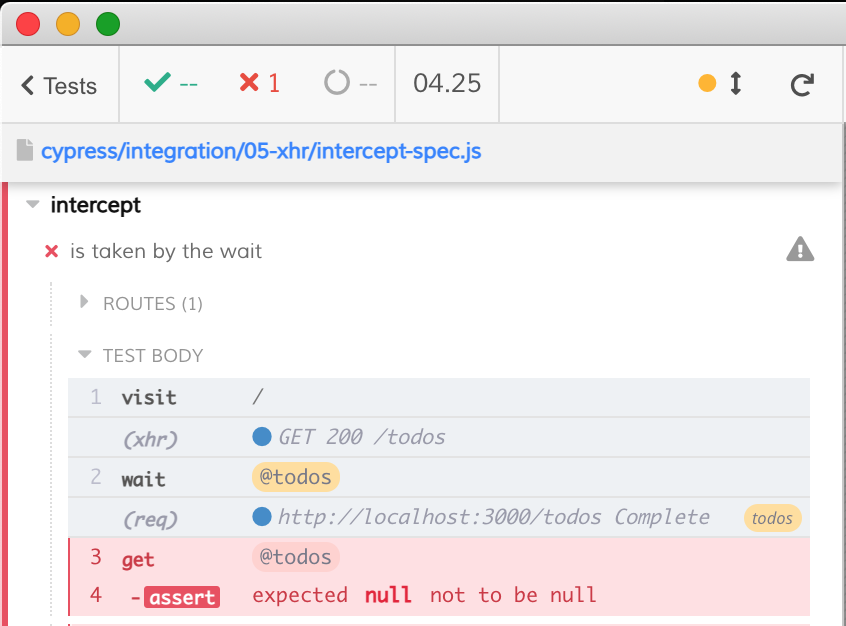 Tests -- 1 -- 04.25
cypress/integration/05-xhr/intercept-spec.js
intercept
is taken by the wait
ROUTES (1)
TEST BODY
1 visit /
(xhr) GET 200 /todos
2 wait @todos
(req) http://localhost:3000/todos Complete todos
3 get @todos
4 -assert expected null not to be null